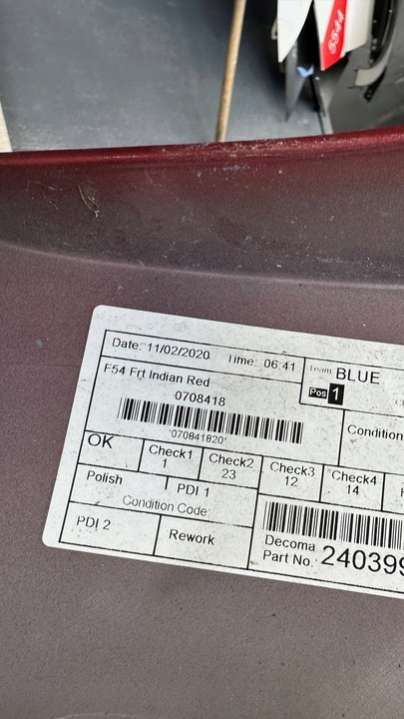 5544
Date: 11/02/2020 Time: 06:41 Team BLUE
Pos 1
F54 Frt Indian Red
0708418
*070841820*
Condition
OK Check1 1 Check2 23 Check3 12 Check4 14
Polish PDI 1
Condition Code
PDI 2 Rework
Decoma
Part No. 240399